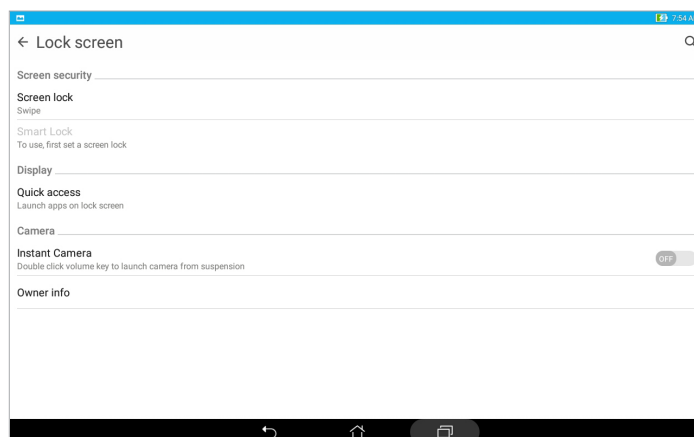 7:54 A
Lock screen
Screen security
Screen lock
Swipe
Smart Lock
To use, first set a screen lock
Display
Quick access
Launch apps on lock screen
Camera
Instant Camera
Double click volume key to launch camera from suspension
OFF
Owner info